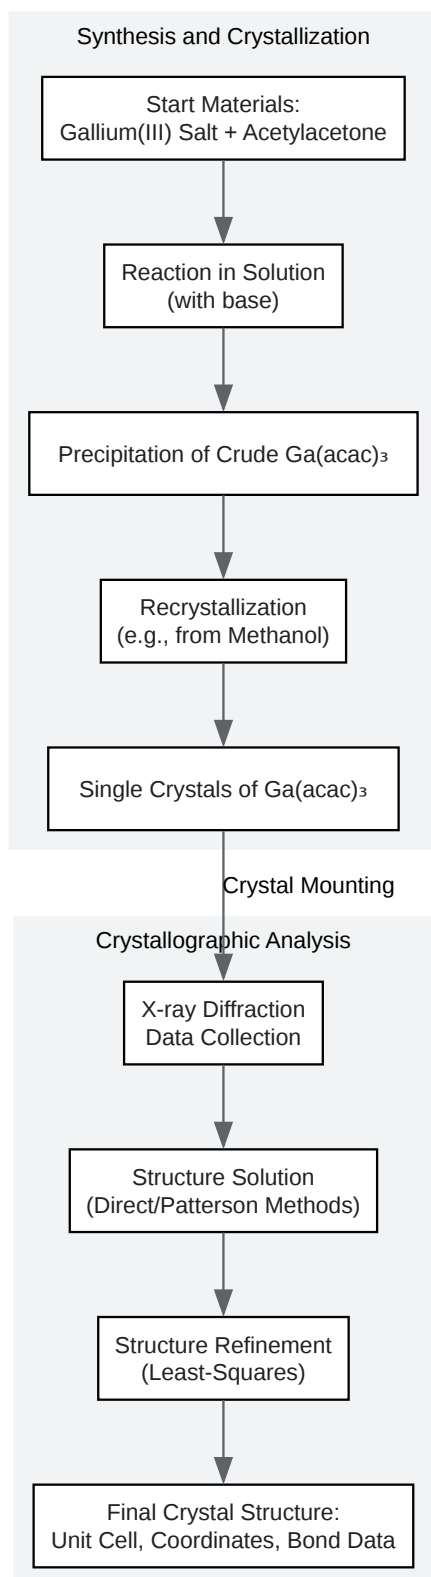 Synthesis and Crystallization
Start Materials:
Gallium(III) Salt + Acetylacetone
Reaction in Solution
(with base)
Precipitation of Crude Ga(acac)₃
Recrystallization
(e.g., from Methanol)
Single Crystals of Ga(acac)₃
Crystal Mounting
Crystallographic Analysis
X-ray Diffraction
Data Collection
Structure Solution
(Direct/Patterson Methods)
Structure Refinement
(Least-Squares)
Final Crystal Structure:
Unit Cell, Coordinates, Bond Data